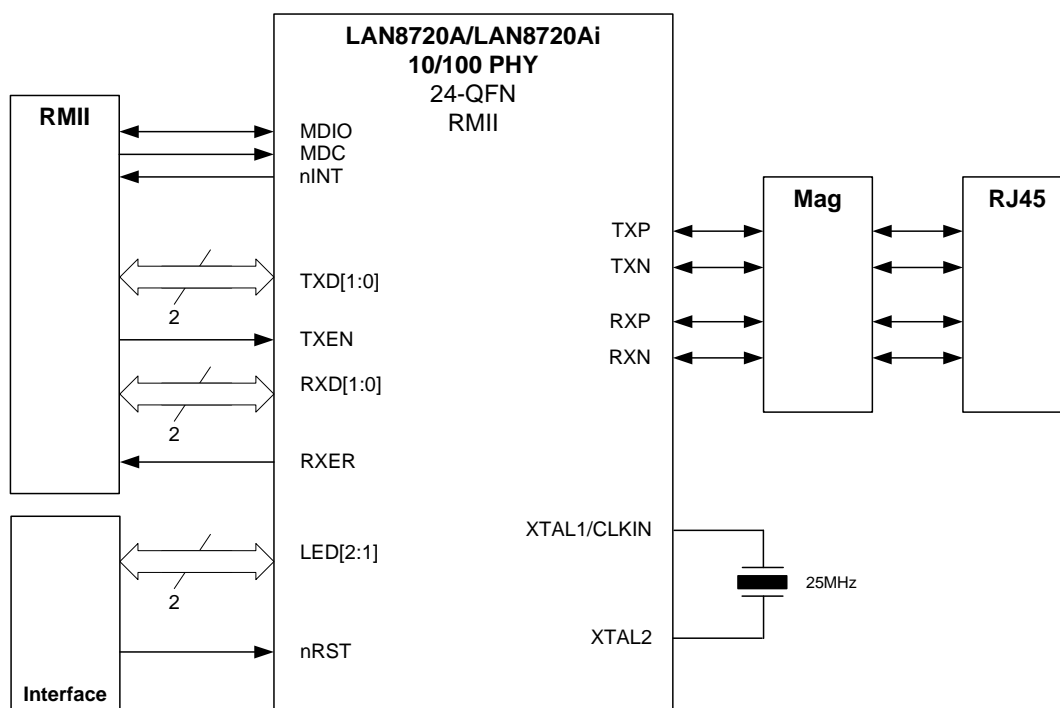 LAN8720A/LAN8720Ai
10/100 PHY
24-QFN
RMII
RMII
MDIO
MDC
nINT
TXD[1:0]
2
TXEN
RXD[1:0]
2
RXER
LED[2:1]
2
nRST
Interface
TXP
TXN
RXP
RXN
Mag
RJ45
XTAL1/CLKIN
25MHz
XTAL2